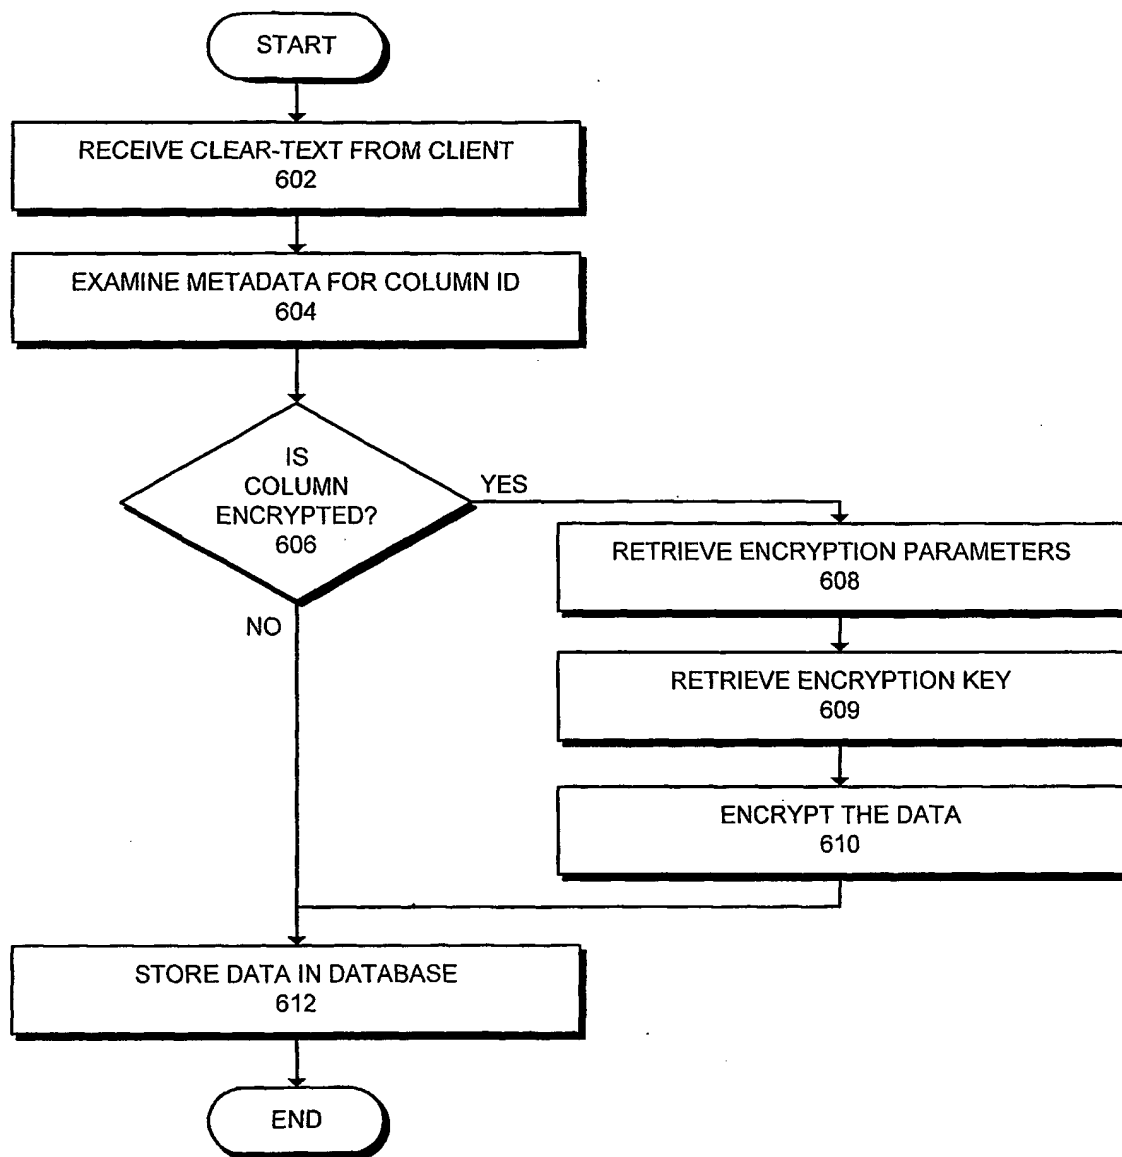 START
RECEIVE CLEAR-TEXT FROM CLIENT
602
EXAMINE METADATA FOR COLUMN ID
604
IS
COLUMN
ENCRYPTED?
606
YES
NO
RETRIEVE ENCRYPTION PARAMETERS
608
RETRIEVE ENCRYPTION KEY
609
ENCRYPT THE DATA
610
STORE DATA IN DATABASE
612
END